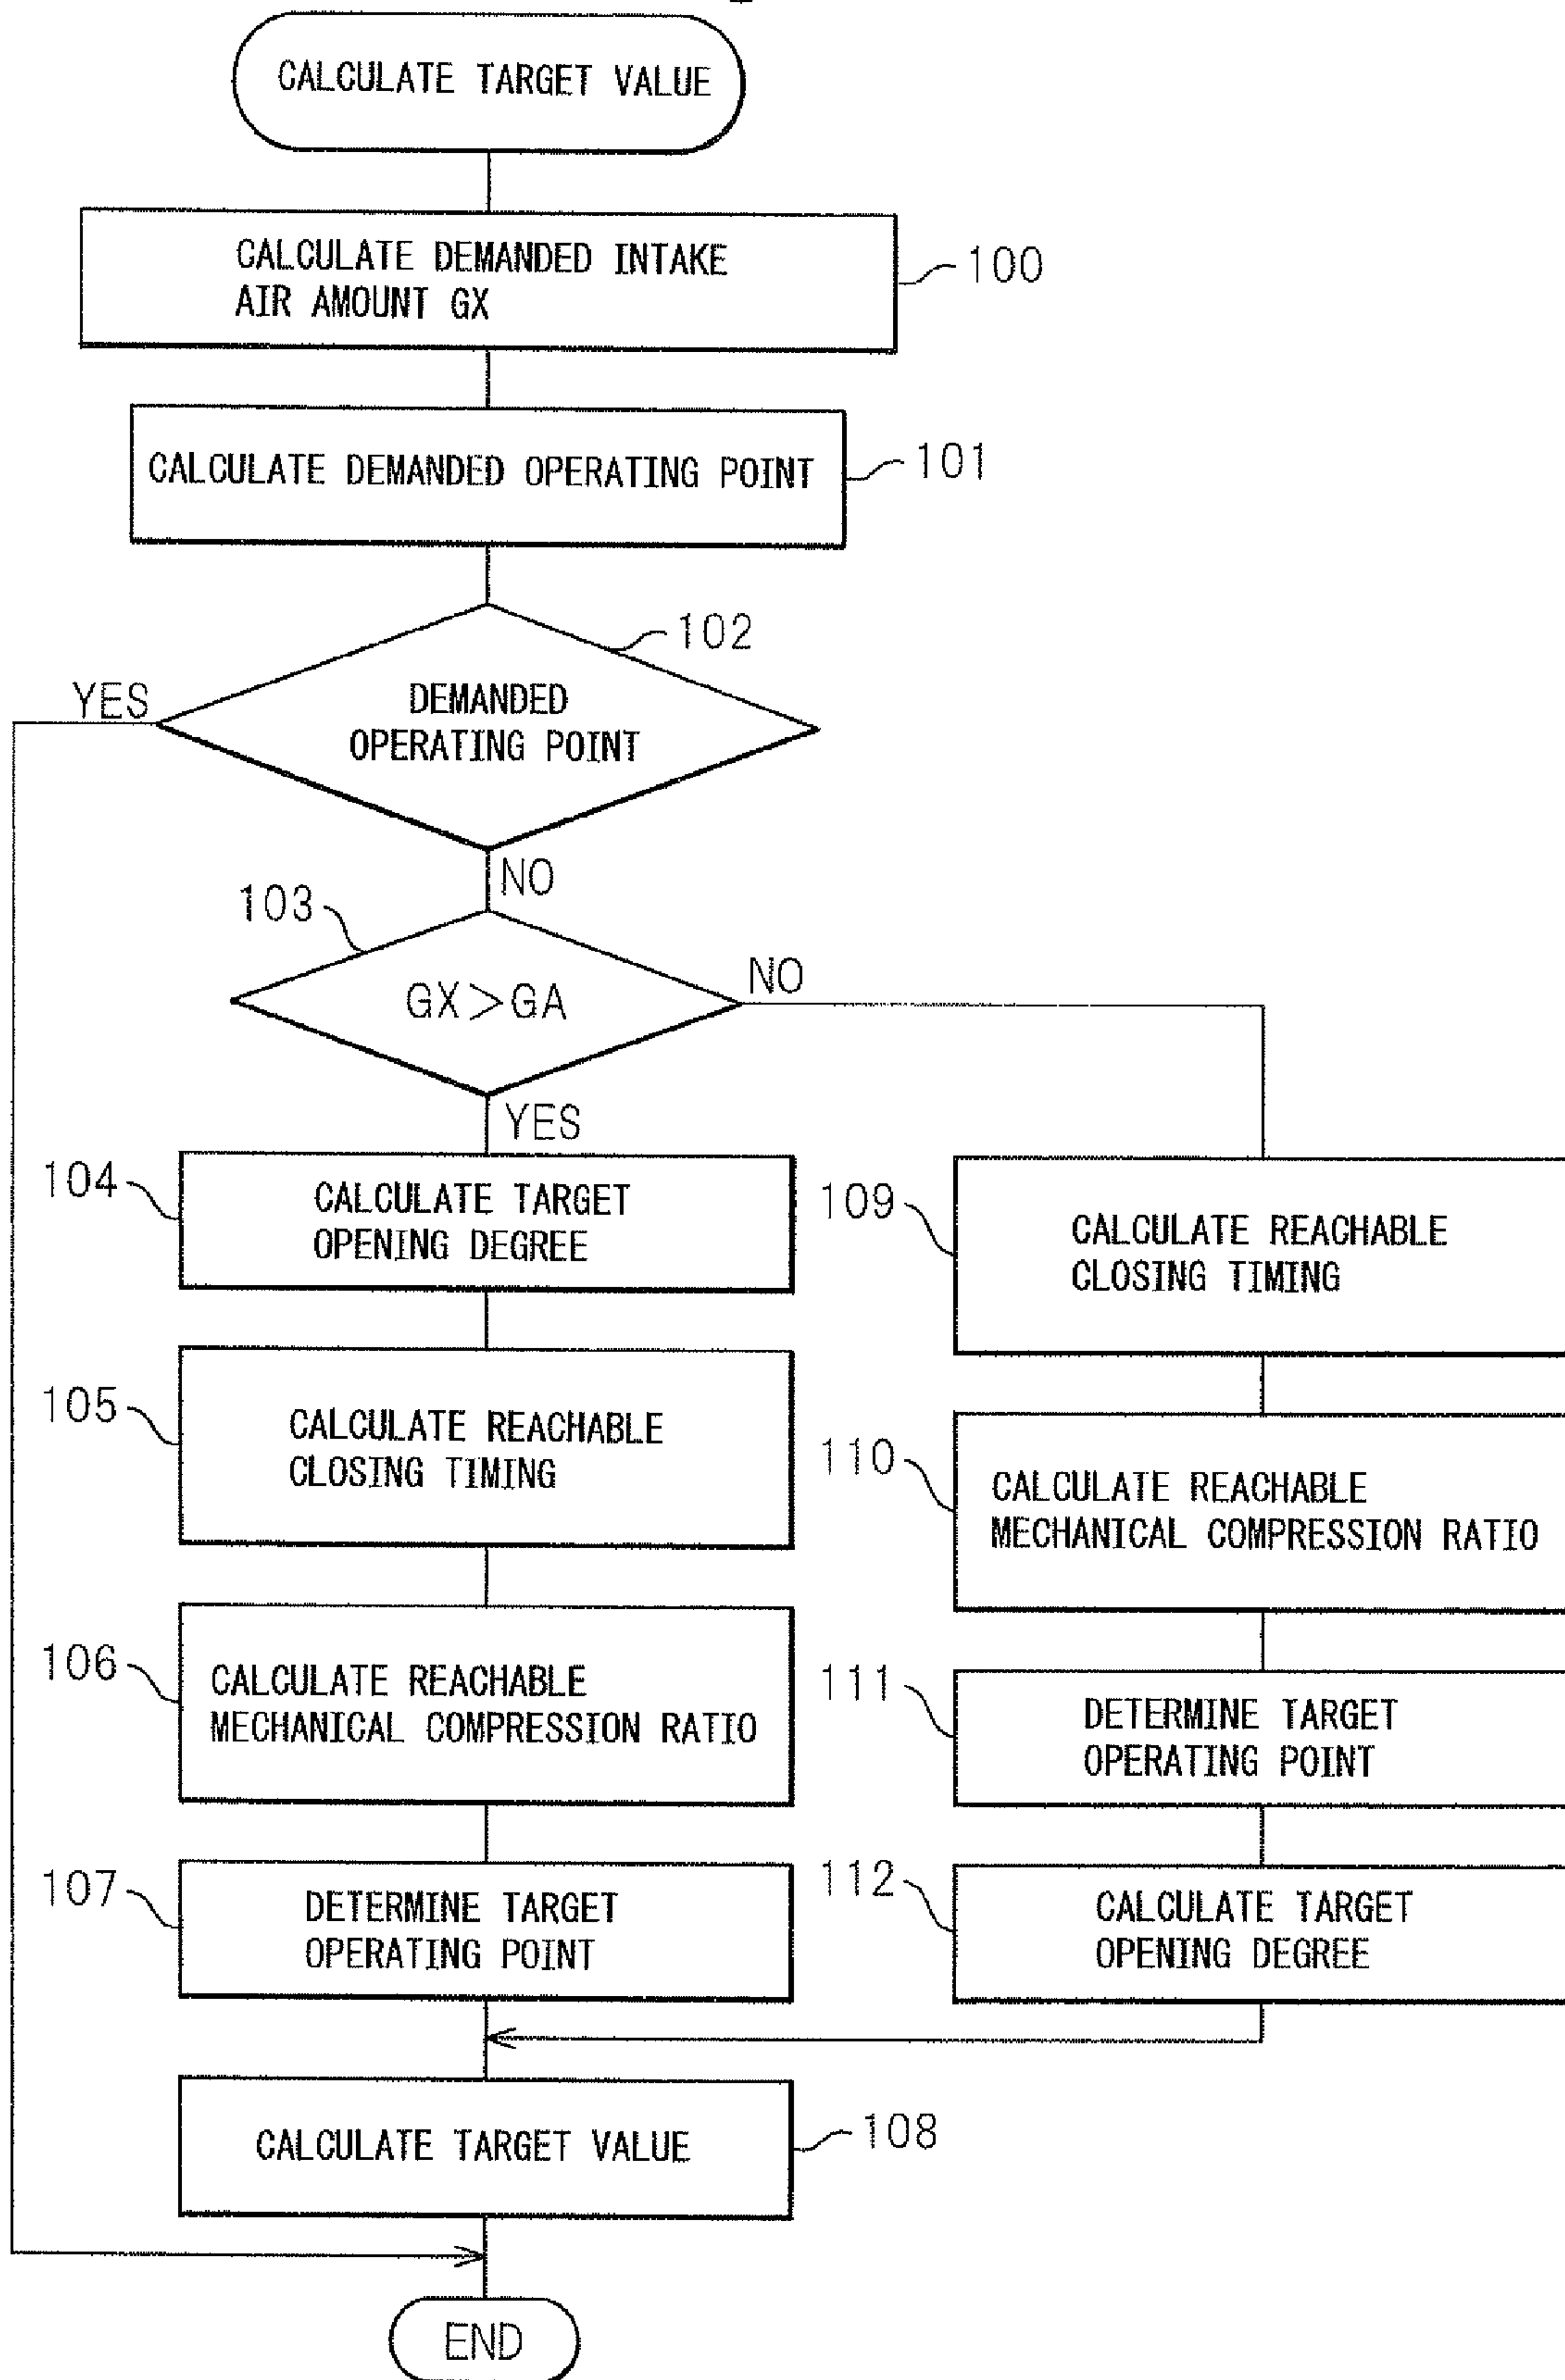 CALCULATE TARGET VALUE
CALCULATE DEMANDED INTAKE
AIR AMOUNT GX
100
CALCULATE DEMANDED OPERATING POINT
101
102
YES
DEMANDED
OPERATING POINT
NO
103
GX>GA
NO
YES
104
CALCULATE TARGET
OPENING DEGREE
105
CALCULATE REACHABLE
CLOSING TIMING
106
CALCULATE REACHABLE
MECHANICAL COMPRESSION RATIO
107
DETERMINE TARGET
OPERATING POINT
109
CALCULATE REACHABLE
CLOSING TIMING
110
CALCULATE REACHABLE
MECHANICAL COMPRESSION RATIO
111
DETERMINE TARGET
OPERATING POINT
112
CALCULATE TARGET
OPENING DEGREE
CALCULATE TARGET VALUE
108
END